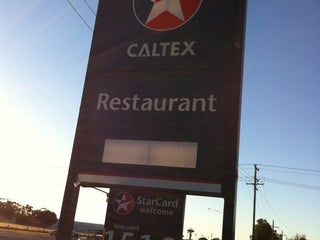 CALTEX
Restaurant
StarCard
welcome
Unleaded